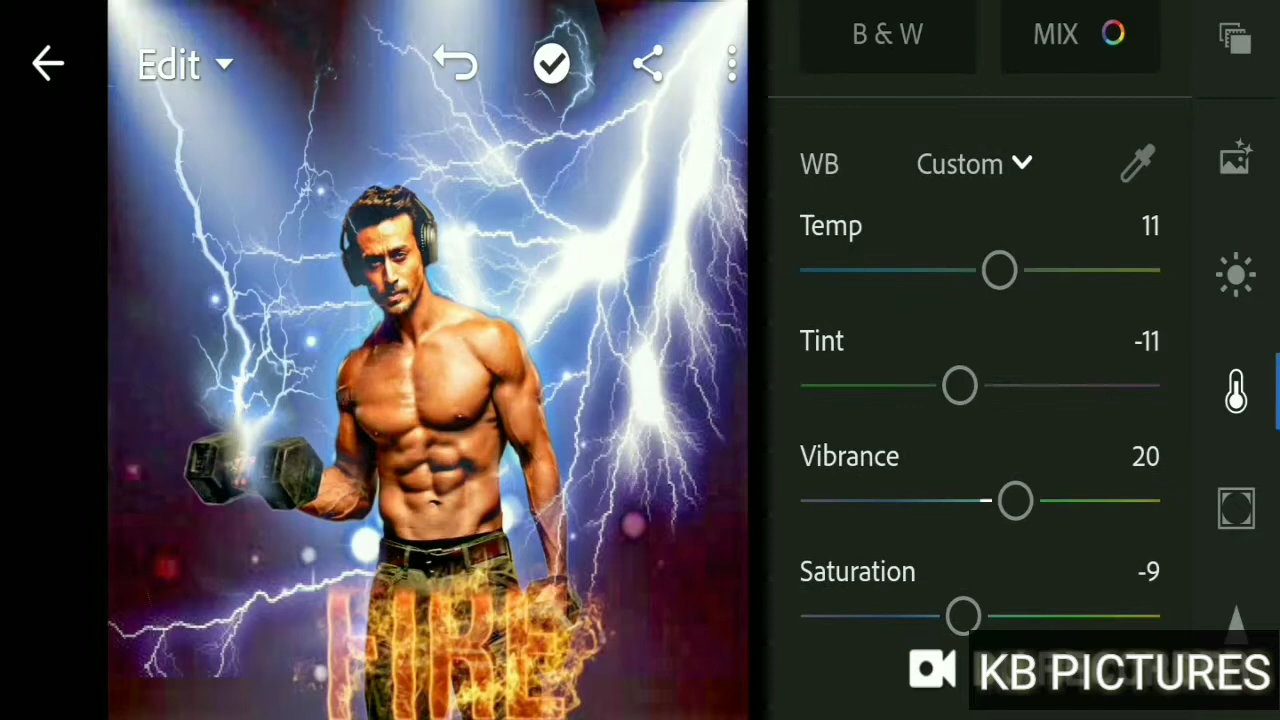 Edit
B & W
MIX
WB
Custom
Temp
11
Tint
-11
Vibrance
20
Saturation
-9
FIRE
KB PICTURES